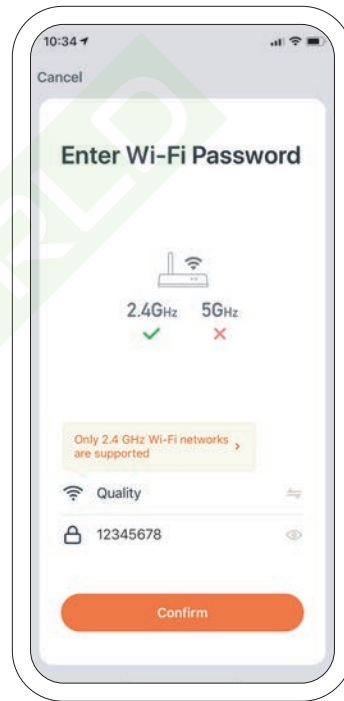 10:34
Cancel
Enter Wi-Fi Password
2.4GHz 5GHz
Only 2.4 GHz Wi-Fi networks
are supported
Quality
12345678
Confirm